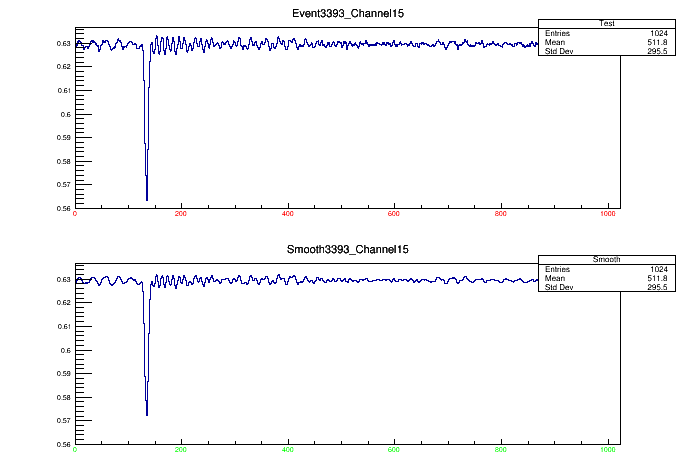 Event3393_Channel15
Test
Entries 1024
Mean 511.8
Std Dev 295.5
0.63
0.62
0.61
0.6
0.59
0.58
0.57
0.56
0 200 400 600 800 1000
Smooth3393_Channel15
Smooth
Entries 1024
Mean 511.8
Std Dev 295.5
0.63
0.62
0.61
0.6
0.59
0.58
0.57
0.56
0 200 400 600 800 1000